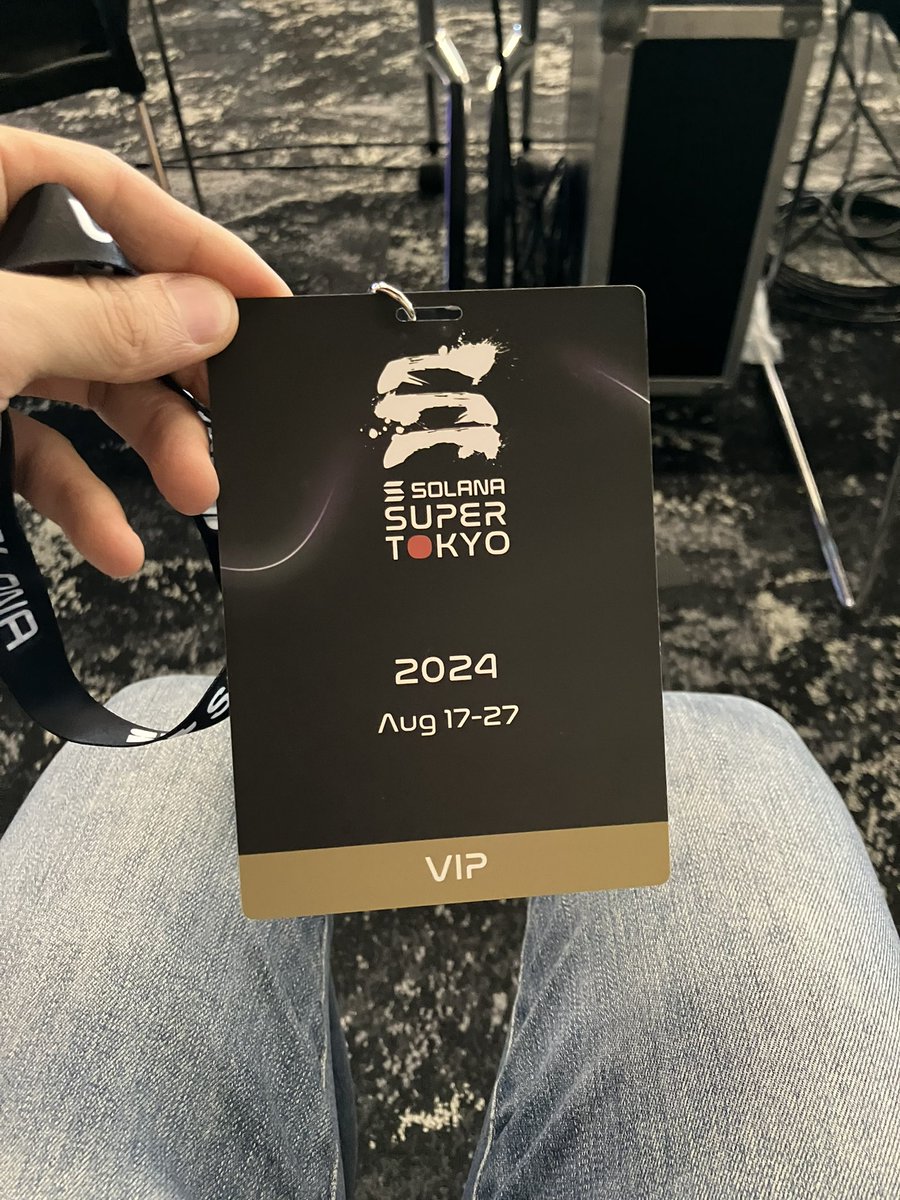 SOLANA
SUPER
TOKYO
2024
Aug 17-27
VIP